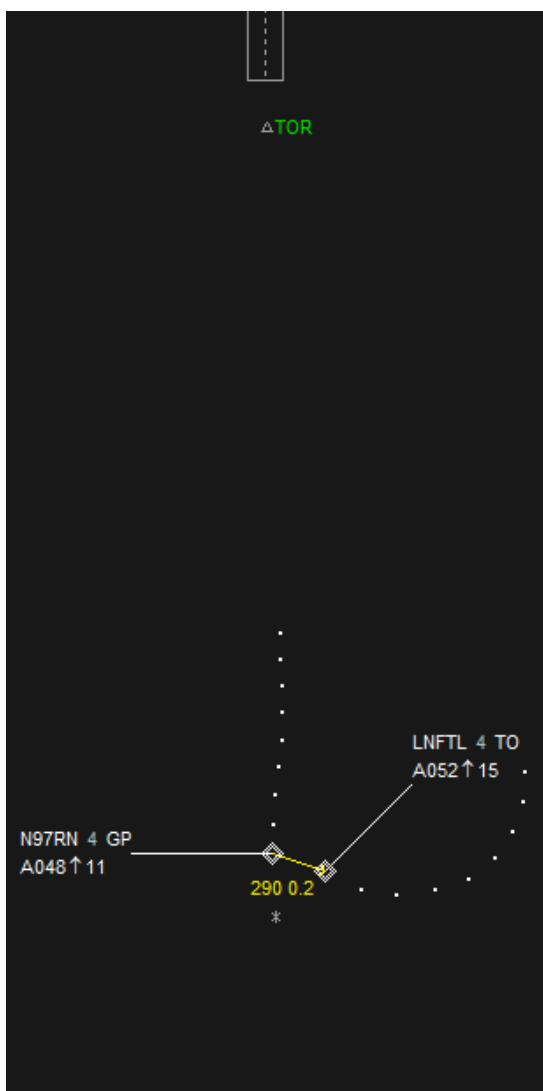 TOR
LNFTL 4 TO
A052↑15
N97RN 4 GP
A048↑11
290 0.2